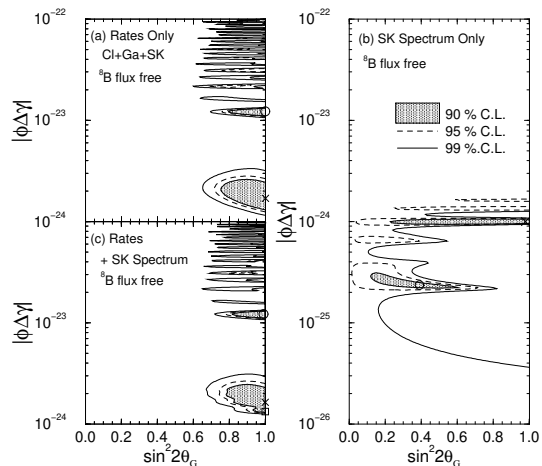 10⁻²²
(a) Rates Only
Cl+Ga+SK
⁸B flux free
10⁻²³
|ϕΔγ|
10⁻²⁴
(c) Rates
+ SK Spectrum
⁸B flux free
10⁻²³
|ϕΔγ|
10⁻²⁴
0.0 0.2 0.4 0.6 0.8 1.0
sin²2θG
10⁻²²
(b) SK Spectrum Only
⁸B flux free
90 % C.L.
95 % C.L.
99 %.C.L.
10⁻²³
|ϕΔγ|
10⁻²⁴
10⁻²⁵
10⁻²⁶
0.0 0.2 0.4 0.6 0.8 1.0
sin²2θG